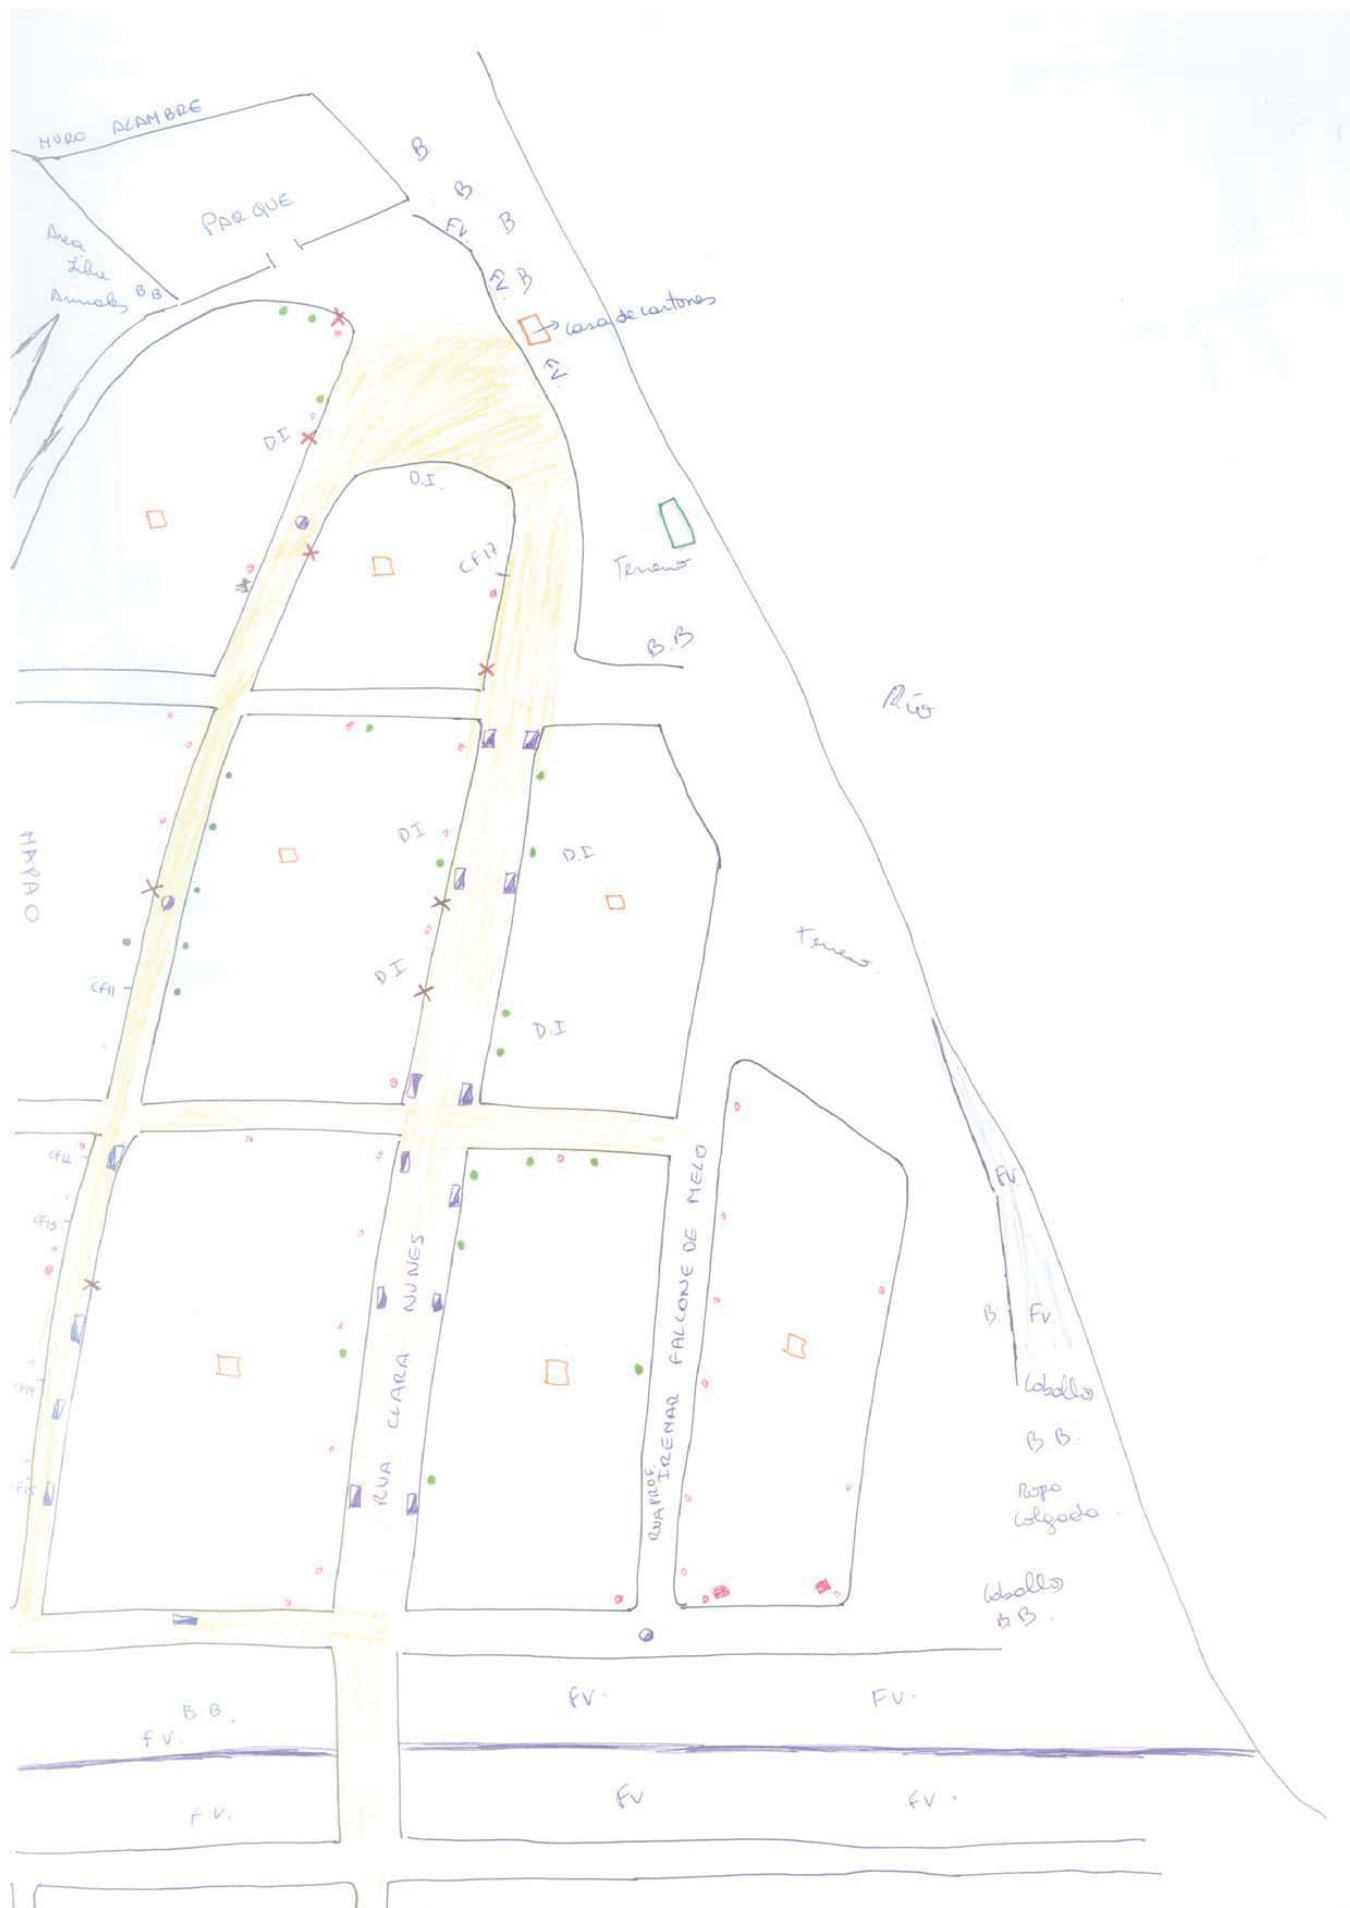 MURO ALAMBRE
PARQUE
Area
Libre
Animales
B B
B
B
B
FV.
B
Casa de cartones
FV.
D.I
D.I.
CF17
Terreno
B.B
Río
D.I
D.I
D.I
D.I
CF11
Terreno.
CF12
CF13
CF14
F15
RUA CLARA NUNES
RUA PROF.
IREMAR FALCONE DE MELO
FV.
B.
FV.
Caballo
B B.
Ropa
Colgada
Caballo
B B.
B B.
FV.
FV.
FV.
FV.
FV
FV.